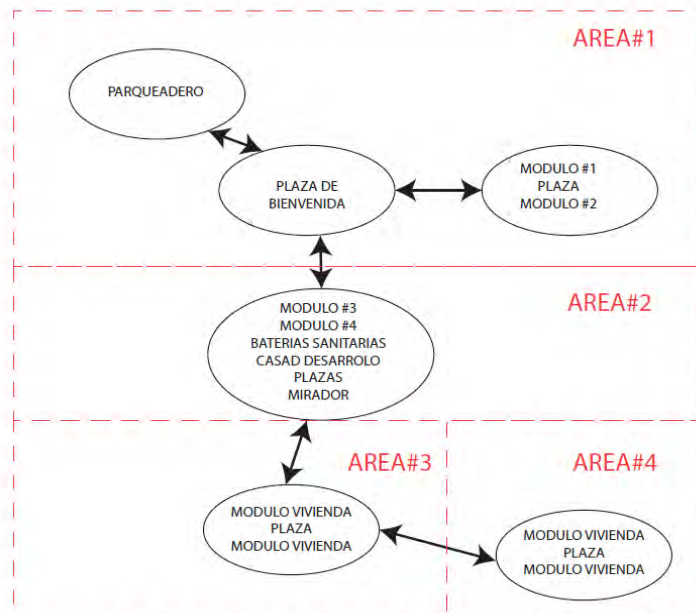 AREA#1
PARQUEADERO
PLAZA DE
BIENVENIDA
MODULO #1
PLAZA
MODULO #2
AREA#2
MODULO #3
MODULO #4
BATERIAS SANITARIAS
CASAD DESARROLO
PLAZAS
MIRADOR
AREA#3
MODULO VIVIENDA
PLAZA
MODULO VIVIENDA
AREA#4
MODULO VIVIENDA
PLAZA
MODULO VIVIENDA